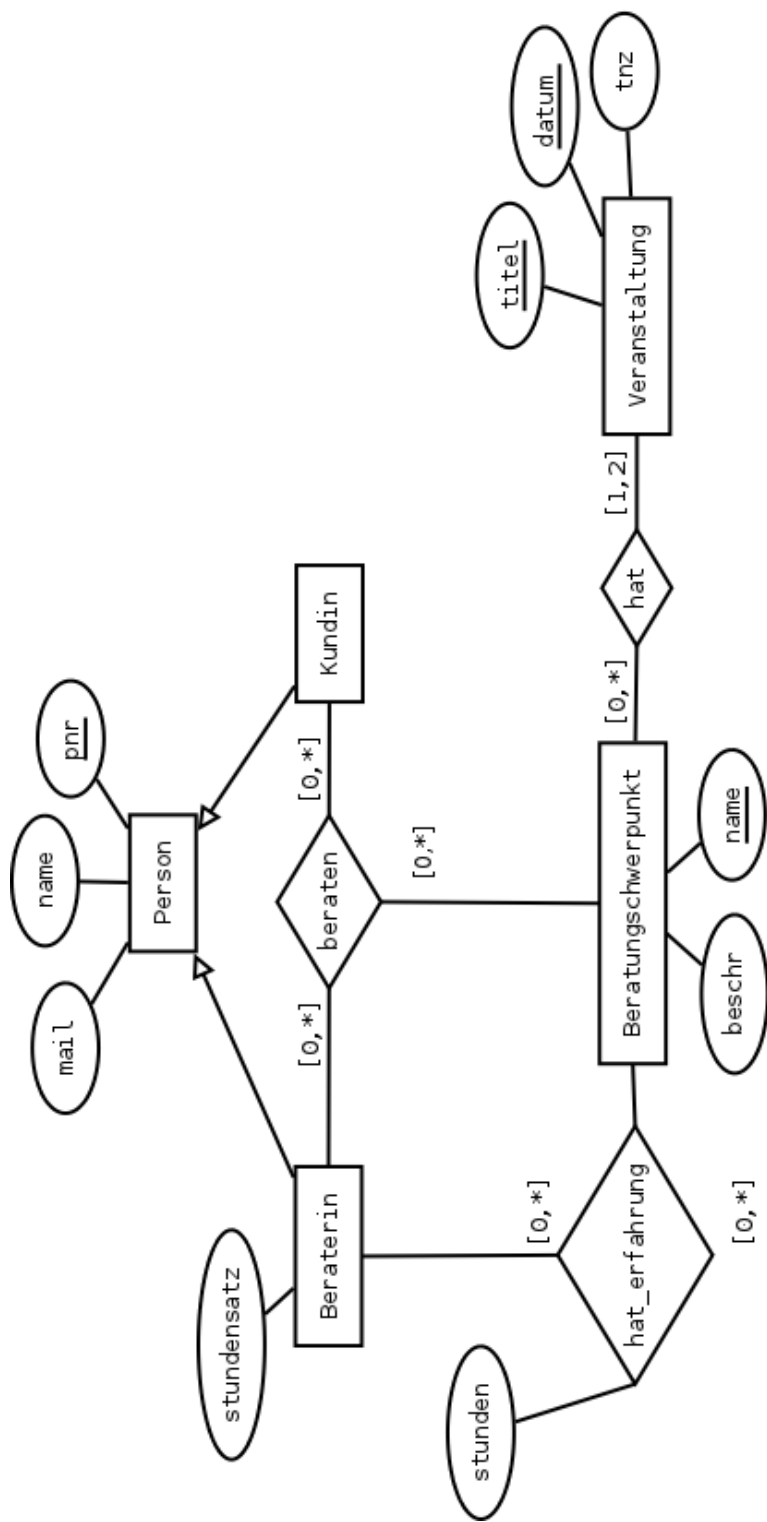 mail
name
pnr
Person
stundensatz
Beraterin
[0,*]
beraten
[0,*]
Kundin
[0,*]
titel
datum
stunden
[0,*]
hat_erfahrung
[0,*]
Beratungschwerpunkt
[0,*]
hat
[1,2]
Veranstaltung
tnz
beschr
name